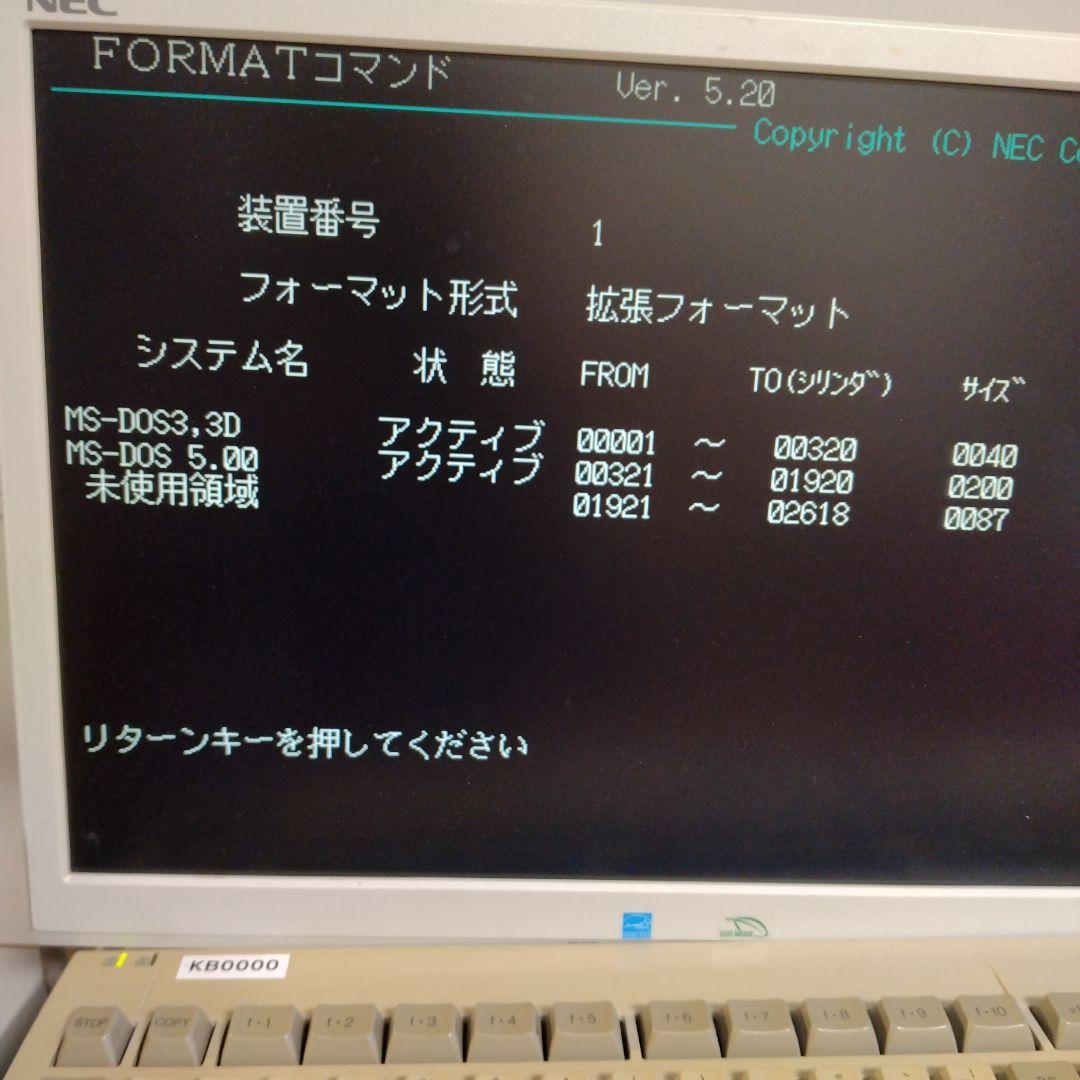 NEC
FORMATコマンド Ver. 5.20
Copyright (C) NEC
装置番号 1
フォーマット形式 拡張フォーマット
システム名 状 態 FROM TO(シリンダ) サイズ
MS-DOS3,3D アクティブ 00001 ～ 00320 0040
MS-DOS 5.00 アクティブ 00321 ～ 01920 0200
未使用領域 01921 ～ 02618 0087
リターンキーを押してください
ECO MODE
KB0000
STOP COPY f・1 f・2 f・3 f・4 f・5 f・6 f・7 f・8 f・9 f・10